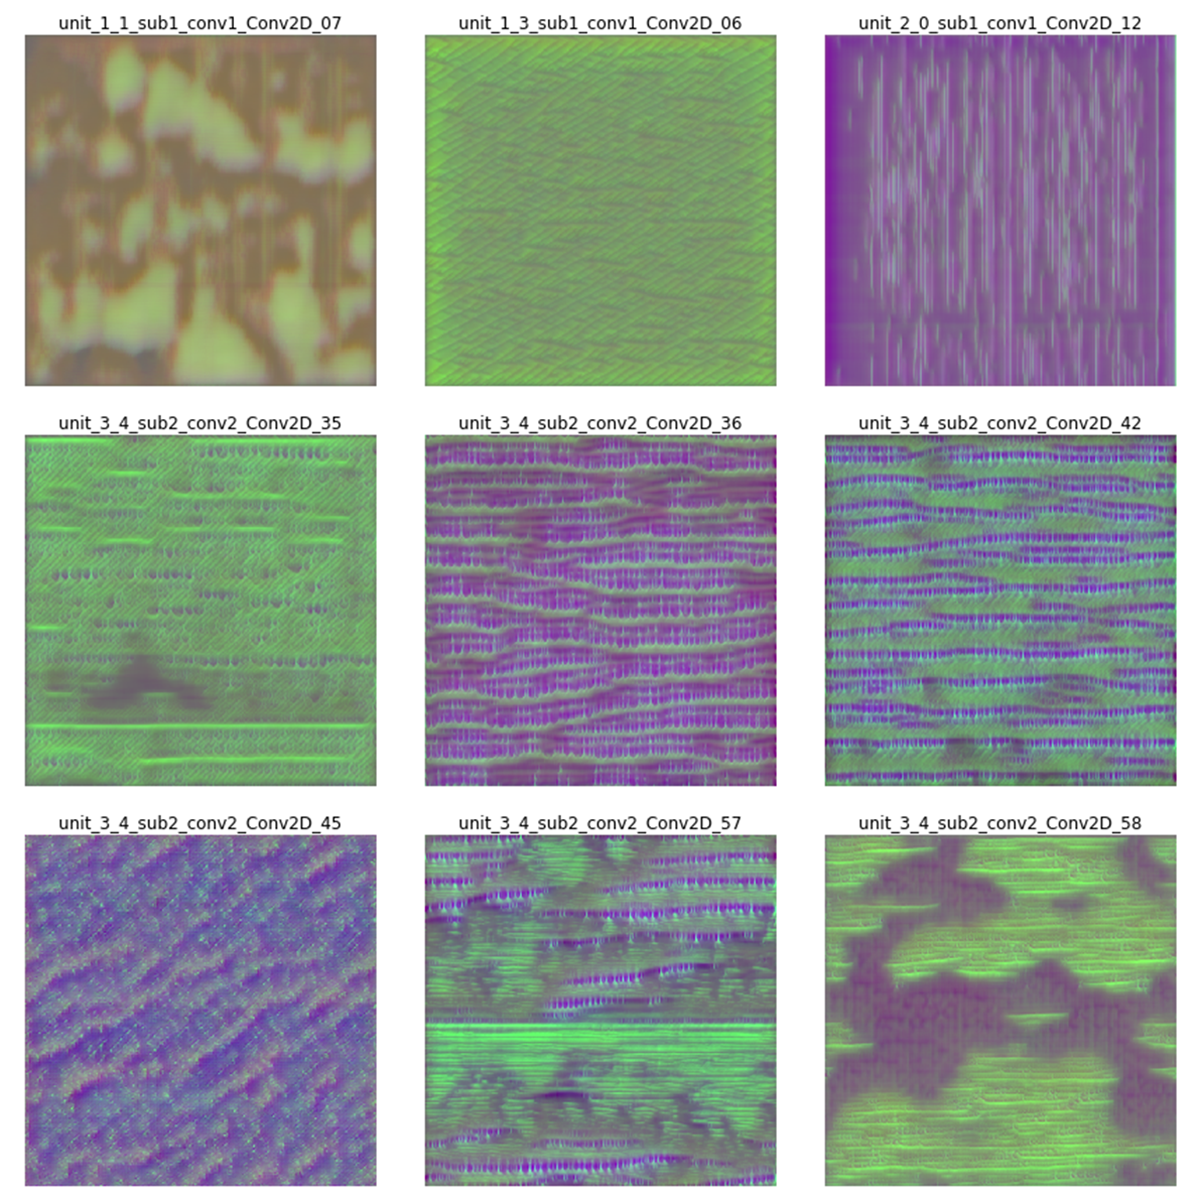 unit_1_1_sub1_conv1_Conv2D_07
unit_1_3_sub1_conv1_Conv2D_06
unit_2_0_sub1_conv1_Conv2D_12
unit_3_4_sub2_conv2_Conv2D_35
unit_3_4_sub2_conv2_Conv2D_36
unit_3_4_sub2_conv2_Conv2D_42
unit_3_4_sub2_conv2_Conv2D_45
unit_3_4_sub2_conv2_Conv2D_57
unit_3_4_sub2_conv2_Conv2D_58